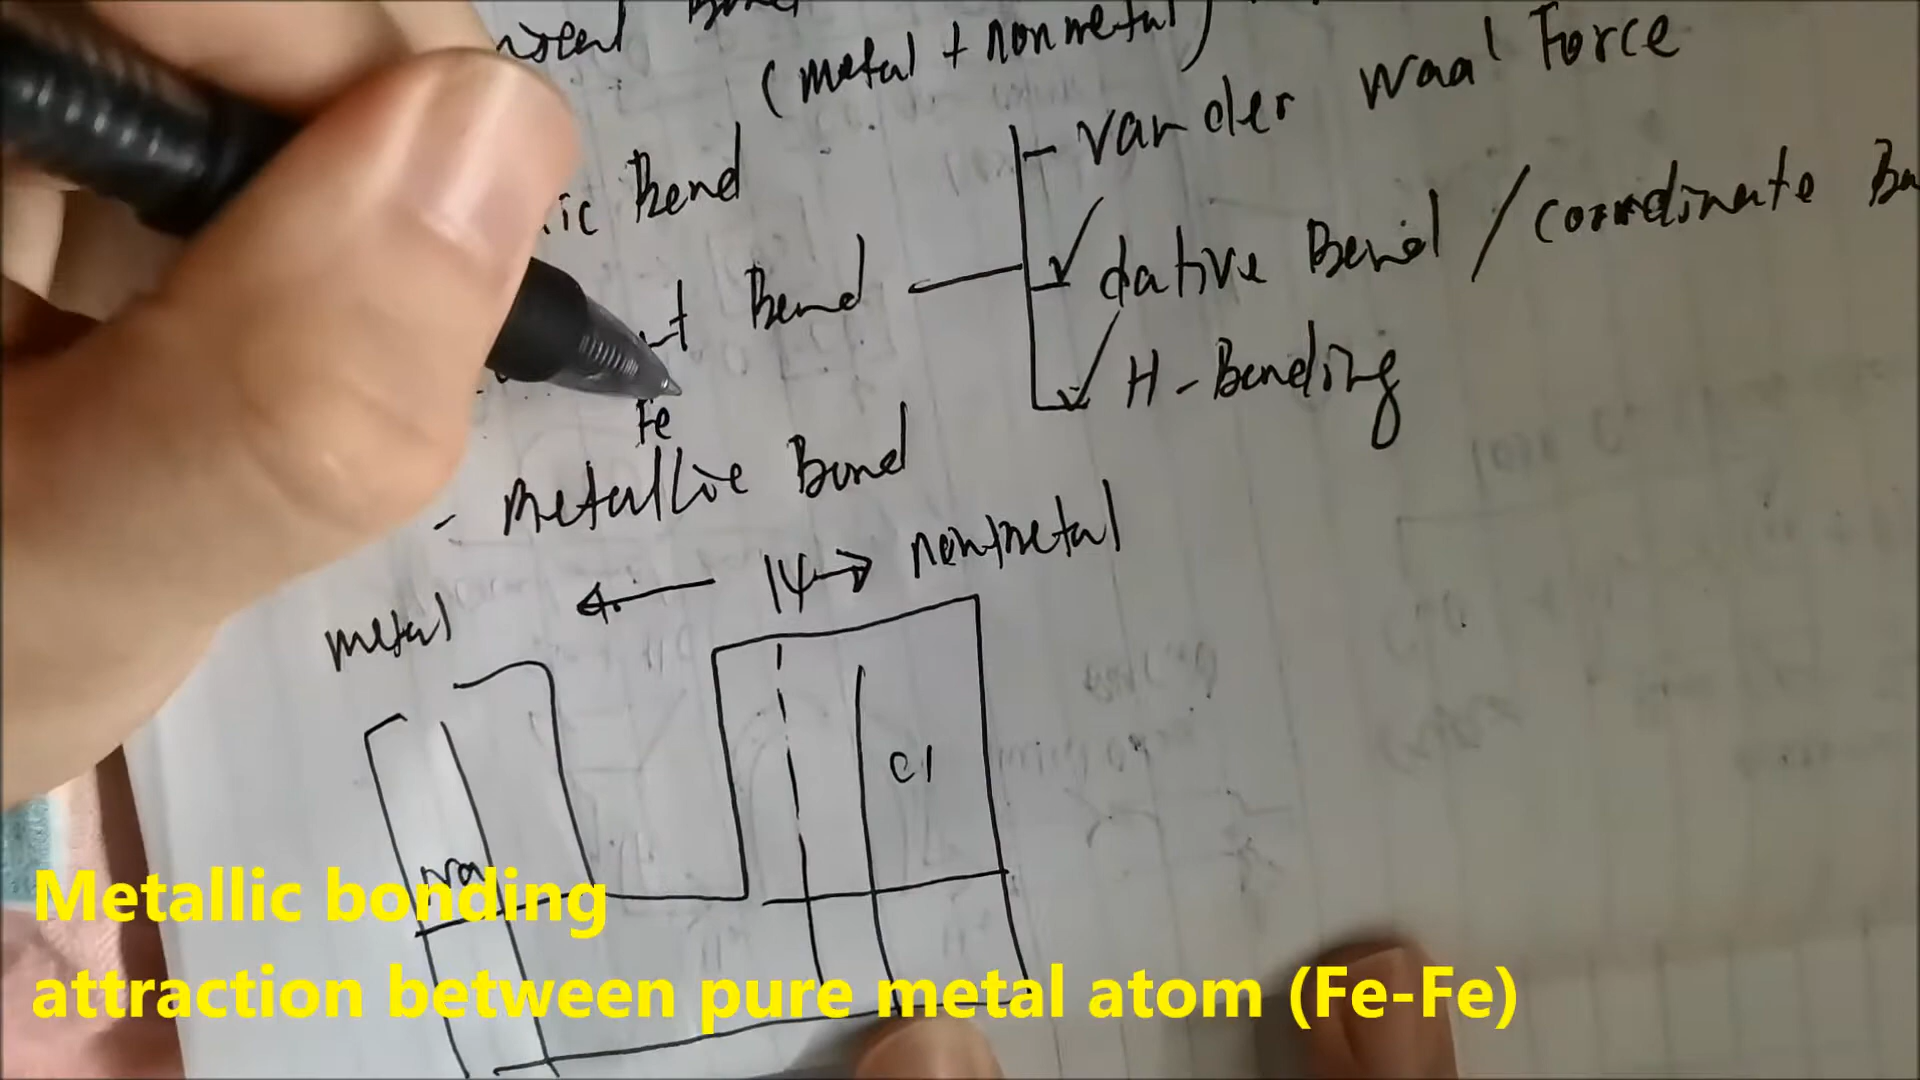 (metal + nonmetal)
Bond
van der waal Force
Bond
dative Bond / coordinate
H-Bonding
Fe
- Metallic Bond
metal ← 14 → nonmetal
Na
Cl
Metallic bonding
attraction between pure metal atom (Fe-Fe)